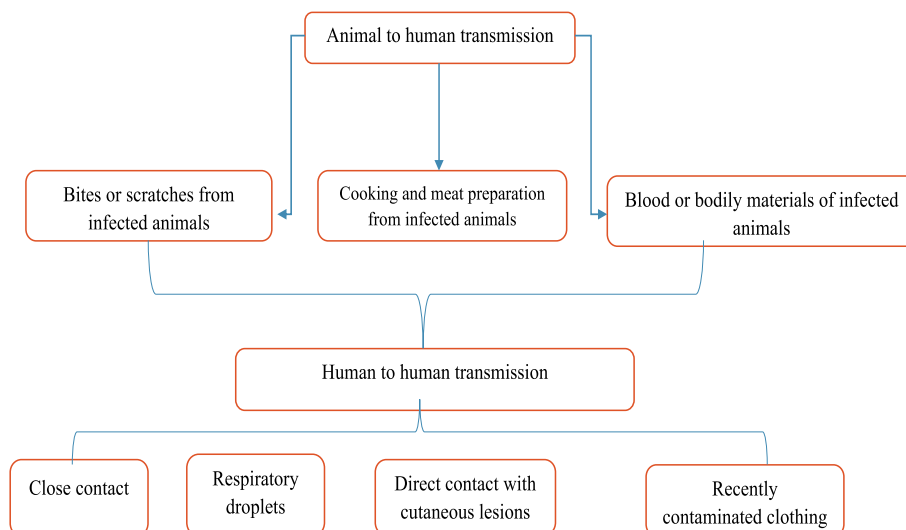 Animal to human transmission
Bites or scratches from
infected animals
Cooking and meat preparation
from infected animals
Blood or bodily materials of infected
animals
Human to human transmission
Close contact
Respiratory
droplets
Direct contact with
cutaneous lesions
Recently
contaminated clothing